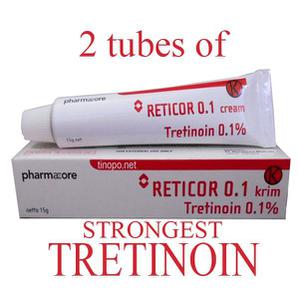 2 tubes of
pharmacore
RETICOR 0.1
cream
Tretinoin 0.1%
15g net
K
tinopo.net
pharmacore
RETICOR 0.1 krim
Tretinoin 0.1%
netto 15g
K
STRONGEST
TRETINOIN